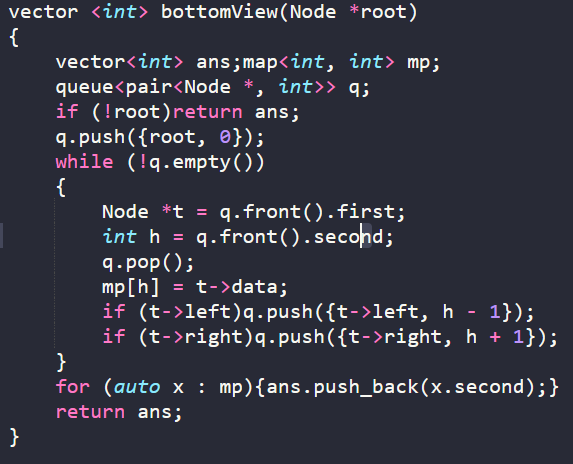 vector <int> bottomView(Node *root)
{
    vector<int> ans;map<int, int> mp;
    queue<pair<Node *, int>> q;
    if (!root)return ans;
    q.push({root, 0});
    while (!q.empty())
    {
        Node *t = q.front().first;
        int h = q.front().second;
        q.pop();
        mp[h] = t->data;
        if (t->left)q.push({t->left, h - 1});
        if (t->right)q.push({t->right, h + 1});
    }
    for (auto x : mp){ans.push_back(x.second);}
    return ans;
}